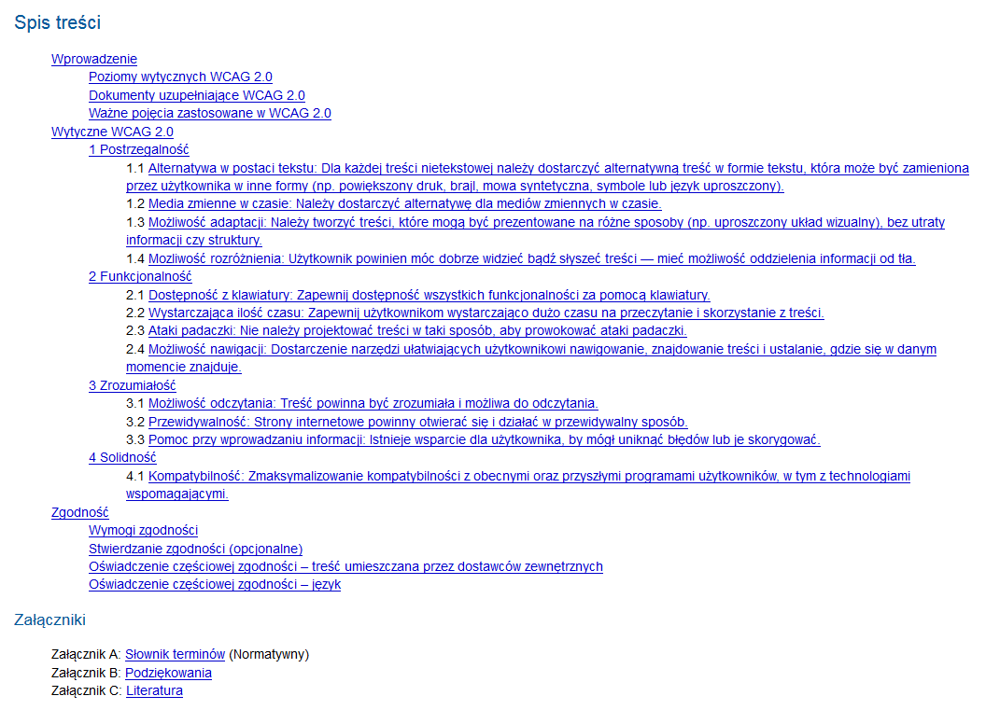 Spis treści
Wprowadzenie
Poziomy wytycznych WCAG 2.0
Dokumenty uzupełniające WCAG 2.0
Ważne pojęcia zastosowane w WCAG 2.0
Wytyczne WCAG 2.0
1 Postrzegalność
1.1 Alternatywa w postaci tekstu: Dla każdej treści nietekstowej należy dostarczyć alternatywną treść w formie tekstu, która może być zamieniona
przez użytkownika w inne formy (np. powiększony druk, brajl, mowa syntetyczna, symbole lub język uproszczony).
1.2 Media zmienne w czasie: Należy dostarczyć alternatywę dla mediów zmiennych w czasie.
1.3 Możliwość adaptacji: Należy tworzyć treści, które mogą być prezentowane na różne sposoby (np. uproszczony układ wizualny), bez utraty
informacji czy struktury.
1.4 Mozliwość rozróżnienia: Użytkownik powinien móc dobrze widzieć bądź słyszeć treści — mieć możliwość oddzielenia informacji od tła.
2 Funkcjonalność
2.1 Dostępność z klawiatury: Zapewnij dostępność wszystkich funkcjonalności za pomocą klawiatury.
2.2 Wystarczająca ilość czasu: Zapewnij użytkownikom wystarczająco dużo czasu na przeczytanie i skorzystanie z treści.
2.3 Ataki padaczki: Nie należy projektować treści w taki sposób, aby prowokować ataki padaczki.
2.4 Możliwość nawigacji: Dostarczenie narzędzi ułatwiających użytkownikowi nawigowanie, znajdowanie treści i ustalanie, gdzie się w danym
momencie znajduje.
3 Zrozumiałość
3.1 Możliwość odczytania: Treść powinna być zrozumiała i możliwa do odczytania.
3.2 Przewidywalność: Strony internetowe powinny otwierać się i działać w przewidywalny sposób.
3.3 Pomoc przy wprowadzaniu informacji: Istnieje wsparcie dla użytkownika, by mógł uniknąć błędów lub je skorygować.
4 Solidność
4.1 Kompatybilność: Zmaksymalizowanie kompatybilności z obecnymi oraz przyszłymi programami użytkowników, w tym z technologiami
wspomagającymi.
Zgodność
Wymogi zgodności
Stwierdzanie zgodności (opcjonalne)
Oświadczenie częściowej zgodności – treść umieszczana przez dostawców zewnętrznych
Oświadczenie częściowej zgodności – język
Załączniki
Załącznik A: Słownik terminów (Normatywny)
Załącznik B: Podziękowania
Załącznik C: Literatura